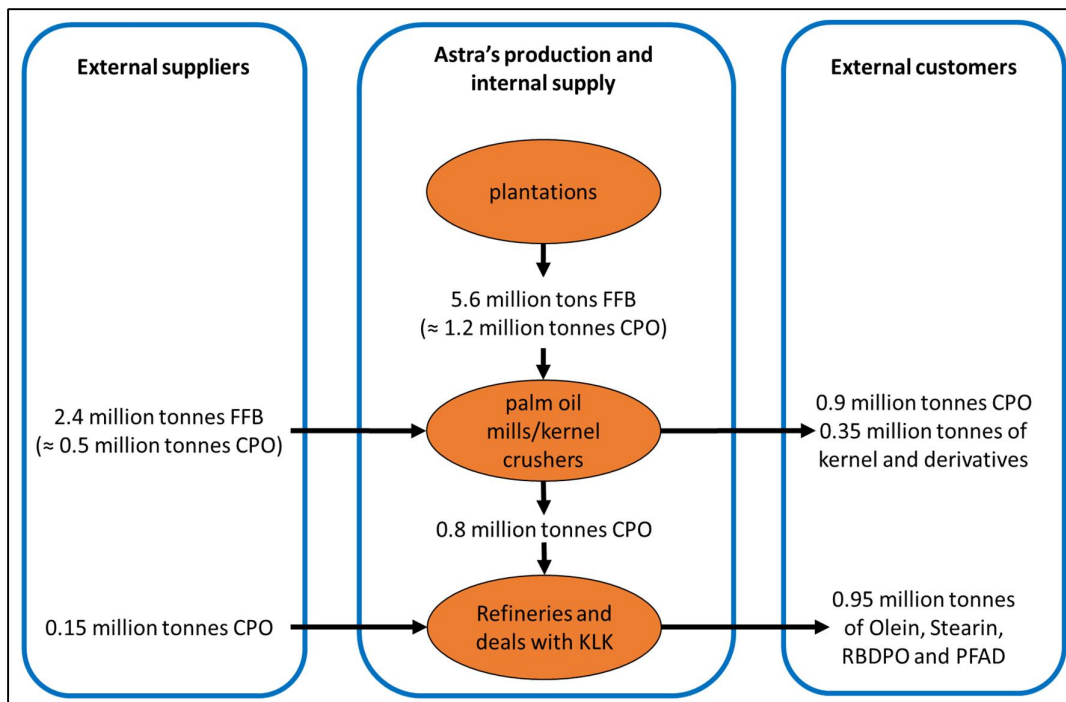 External suppliers
Astra's production and
internal supply
External customers
plantations
5.6 million tons FFB
(≈ 1.2 million tonnes CPO)
2.4 million tonnes FFB
(≈ 0.5 million tonnes CPO)
palm oil
mills/kernel
crushers
0.9 million tonnes CPO
0.35 million tonnes of
kernel and derivatives
0.8 million tonnes CPO
0.15 million tonnes CPO
Refineries and
deals with KLK
0.95 million tonnes
of Olein, Stearin,
RBDPO and PFAD